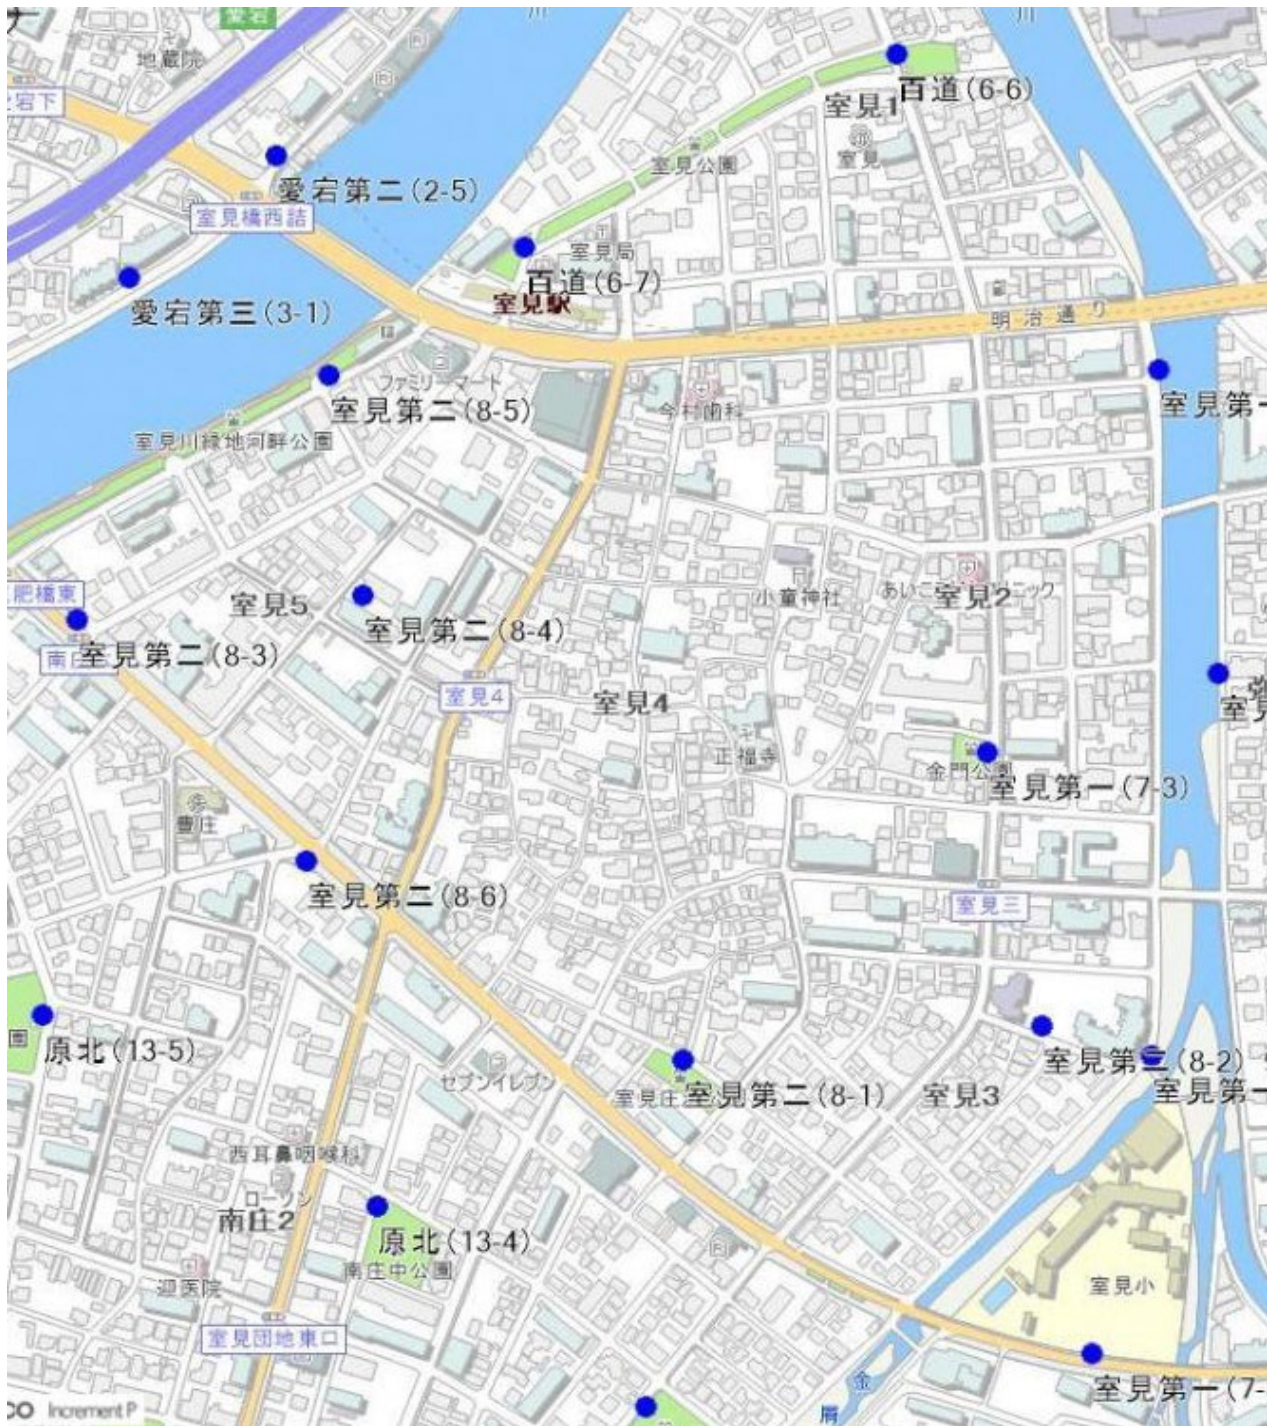 愛宕
川
川
地蔵院
宕下
百道(6-6)
室見1
室見
室見公園
愛宕第二(2-5)
室見橋西詰
室見局
百道(6-7)
室見駅
愛宕第三(3-1)
明治通り
ファミリーマート
室見第二(8-5)
今村歯科
室見第一
室見川緑地河畔公園
肥橋東
室見5
室見第二(8-4)
小童神社
室見2
室見第二(8-3)
室見4
室見4
正福寺
金門公園
室見第一(7-3)
豊庄
室見第二(8-6)
室見三
原北(13-5)
室見第二(8-2)
セブンイレブン
室見第二(8-1)
室見3
室見第一
西耳鼻咽喉科
ローソン
南庄2
原北(13-4)
南庄中公園
迎医院
室見小
室見団地東口
室見第一(7-
金
屑
Increment P